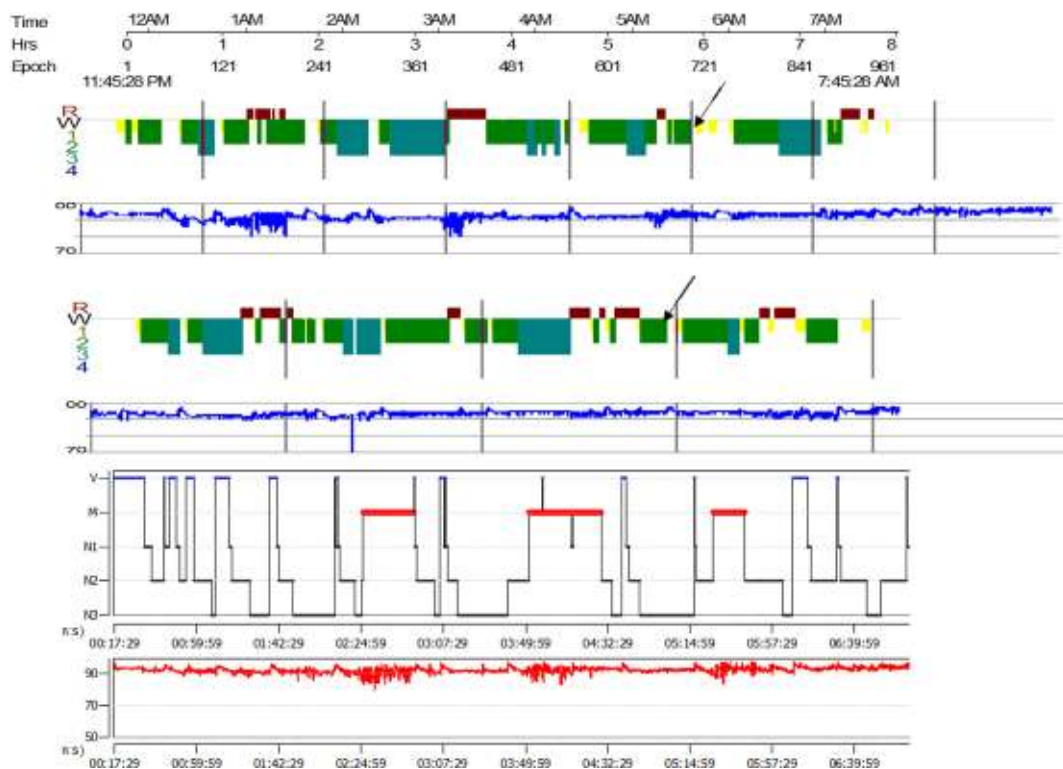 Time 12AM 1AM 2AM 3AM 4AM 5AM 6AM 7AM
Hrs 0 1 2 3 4 5 6 7 8
Epoch 1 121 241 361 481 601 721 841 961
11:45:28 PM 7:45:28 AM
R
W
1
2
3
4
70
R
W
1
2
3
4
70
V
N1
N2
N3
00:17:29 00:59:59 01:42:29 02:24:59 03:07:29 03:49:59 04:32:29 05:14:59 05:57:29 06:39:59
90
70
50
00:17:29 00:59:59 01:42:29 02:24:59 03:07:29 03:49:59 04:32:29 05:14:59 05:57:29 06:39:59